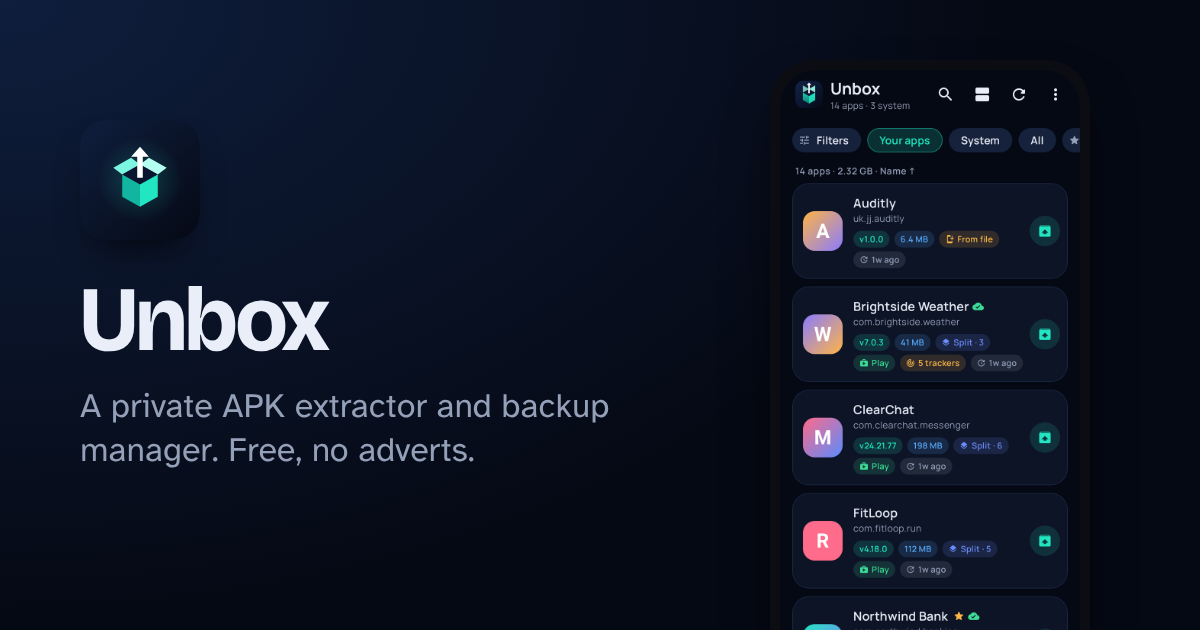 Unbox
A private APK extractor and backup
manager. Free, no adverts.
Unbox
14 apps · 3 system
Filters
Your apps
System
All
14 apps · 2.32 GB · Name ↑
A
Auditly
uk.jj.auditly
v1.0.0
6.4 MB
From file
1w ago
W
Brightside Weather
com.brightside.weather
v7.0.3
41 MB
Split · 3
Play
5 trackers
1w ago
M
ClearChat
com.clearchat.messenger
v24.21.77
198 MB
Split · 6
Play
1w ago
R
FitLoop
com.fitloop.run
v4.18.0
112 MB
Split · 5
Play
1w ago
Northwind Bank